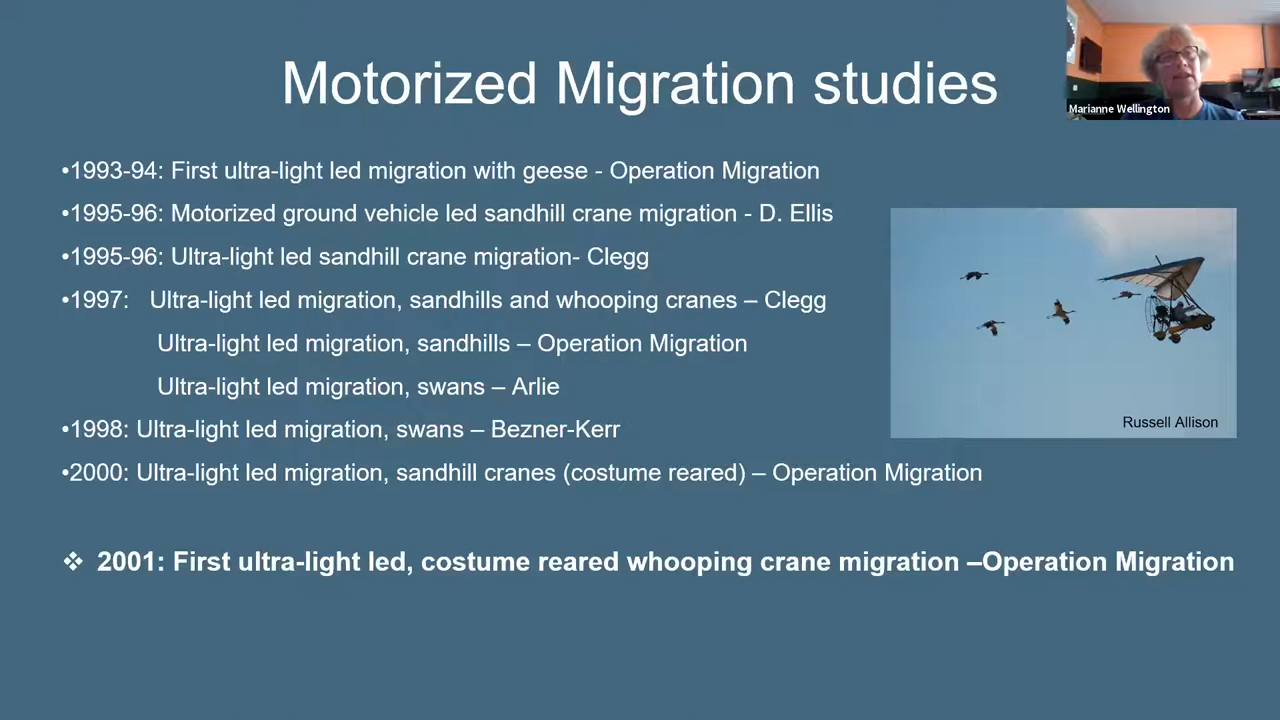 Motorized Migration studies
Marianne Wellington
•1993-94: First ultra-light led migration with geese - Operation Migration
•1995-96: Motorized ground vehicle led sandhill crane migration - D. Ellis
•1995-96: Ultra-light led sandhill crane migration- Clegg
•1997: Ultra-light led migration, sandhills and whooping cranes – Clegg
Ultra-light led migration, sandhills – Operation Migration
Ultra-light led migration, swans – Arlie
•1998: Ultra-light led migration, swans – Bezner-Kerr
Russell Allison
•2000: Ultra-light led migration, sandhill cranes (costume reared) – Operation Migration
❖ 2001: First ultra-light led, costume reared whooping crane migration –Operation Migration